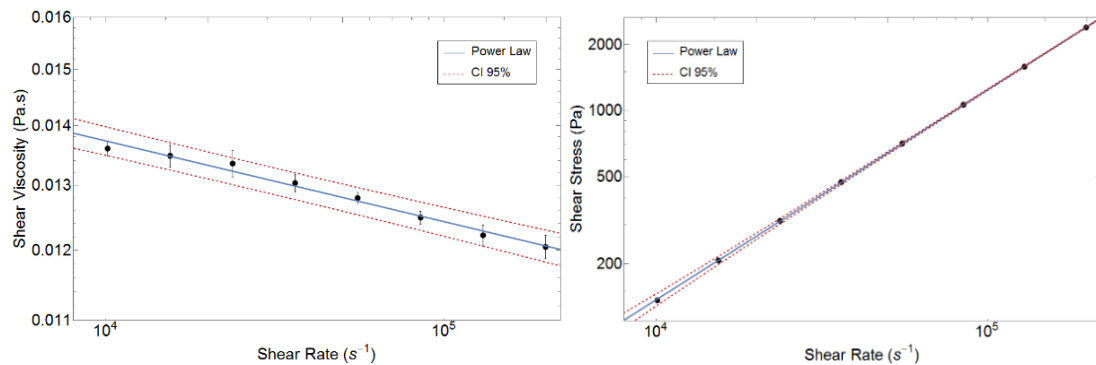 0.016
0.015
0.014
0.013
0.012
0.011
Shear Viscosity (Pa.s)
Power Law
CI 95%
10⁴
10⁵
Shear Rate (s⁻¹)
2000
1000
500
200
Shear Stress (Pa)
Power Law
CI 95%
10⁴
10⁵
Shear Rate (s⁻¹)